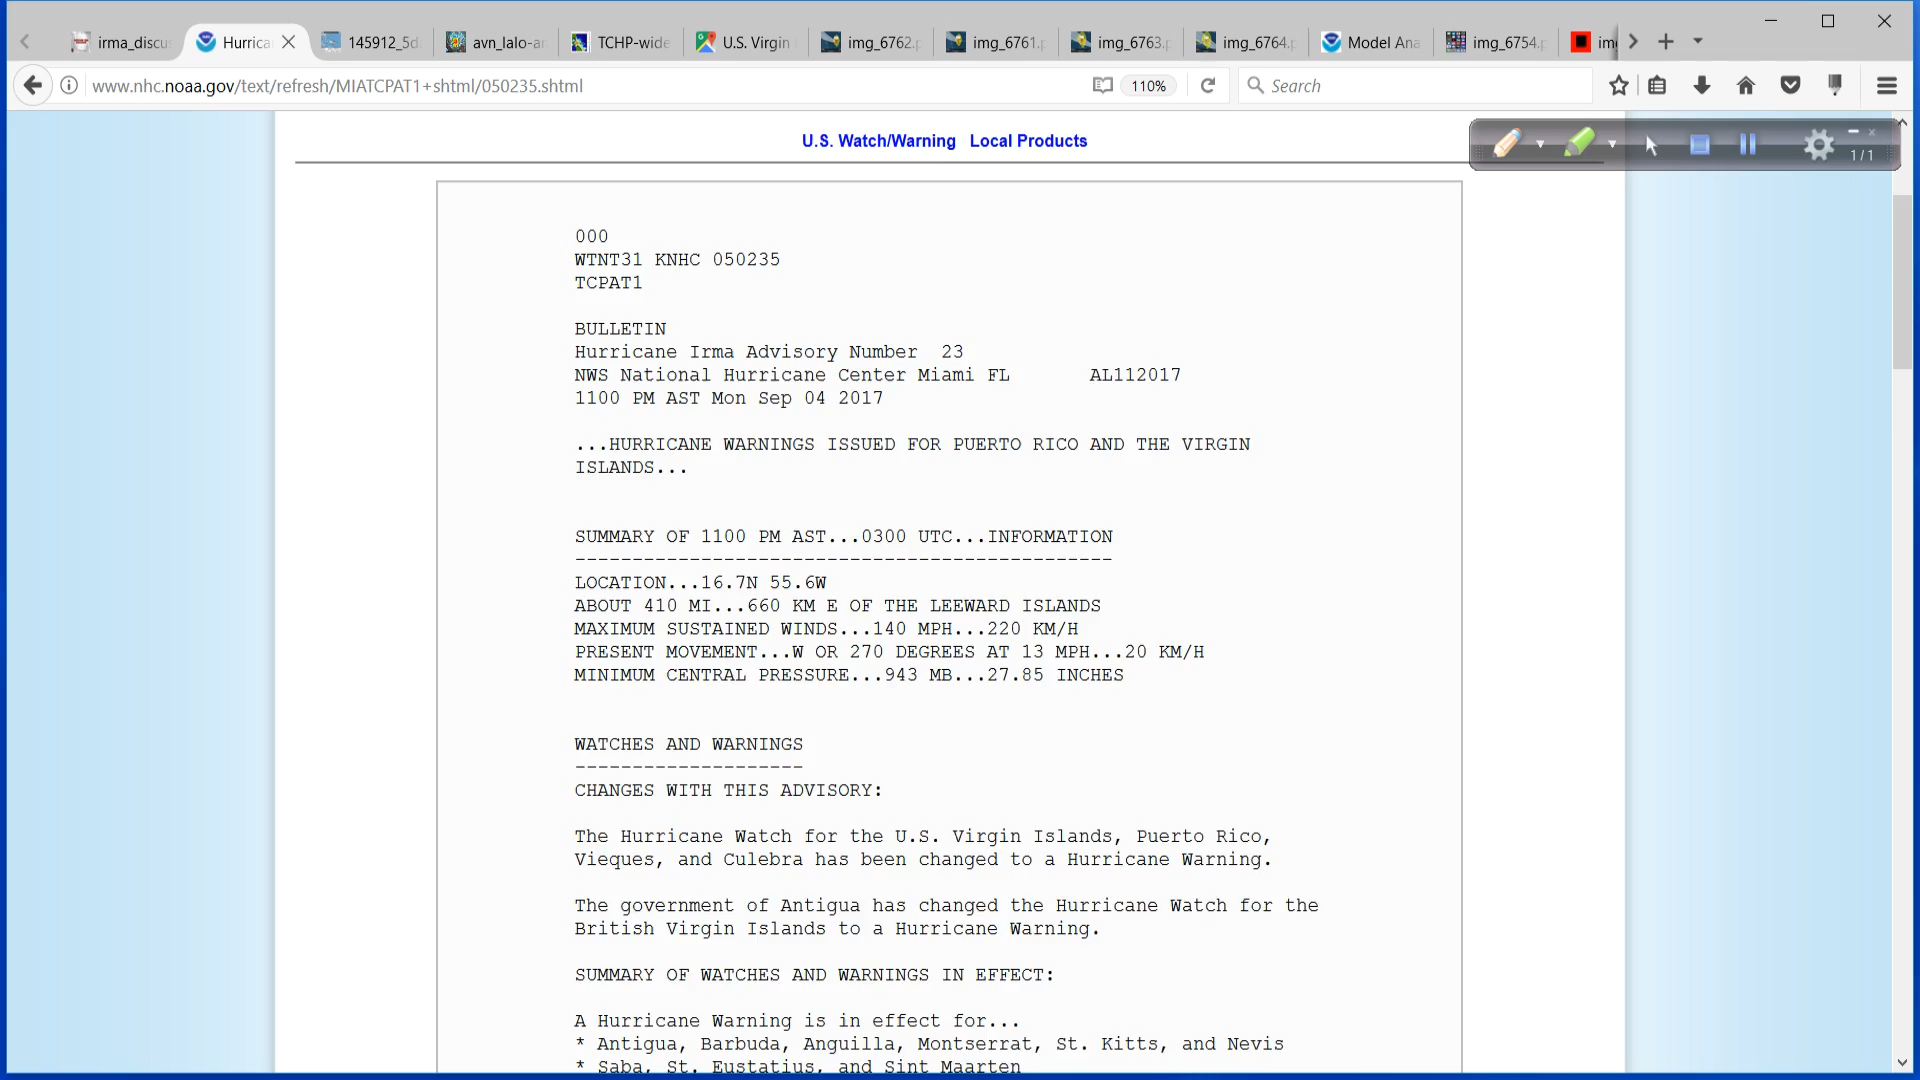 irma_discu
Hurrica
145912_5d
avn_lalo-a
TCHP-wide
U.S. Virgin
img_6762.
img_6761.
img_6763.
img_6764.
Model Ana
img_6754.
im
www.nhc.noaa.gov/text/refresh/MIATCPAT1+shtml/050235.shtml
110%
Search
U.S. Watch/Warning Local Products
1/1
000
WTNT31 KNHC 050235
TCPAT1
BULLETIN
Hurricane Irma Advisory Number 23
NWS National Hurricane Center Miami FL AL112017
1100 PM AST Mon Sep 04 2017
...HURRICANE WARNINGS ISSUED FOR PUERTO RICO AND THE VIRGIN
ISLANDS...
SUMMARY OF 1100 PM AST...0300 UTC...INFORMATION
-----------------------------------------------
LOCATION...16.7N 55.6W
ABOUT 410 MI...660 KM E OF THE LEEWARD ISLANDS
MAXIMUM SUSTAINED WINDS...140 MPH...220 KM/H
PRESENT MOVEMENT...W OR 270 DEGREES AT 13 MPH...20 KM/H
MINIMUM CENTRAL PRESSURE...943 MB...27.85 INCHES
WATCHES AND WARNINGS
--------------------
CHANGES WITH THIS ADVISORY:
The Hurricane Watch for the U.S. Virgin Islands, Puerto Rico,
Vieques, and Culebra has been changed to a Hurricane Warning.
The government of Antigua has changed the Hurricane Watch for the
British Virgin Islands to a Hurricane Warning.
SUMMARY OF WATCHES AND WARNINGS IN EFFECT:
A Hurricane Warning is in effect for...
* Antigua, Barbuda, Anguilla, Montserrat, St. Kitts, and Nevis
* Saba, St. Eustatius, and Sint Maarten